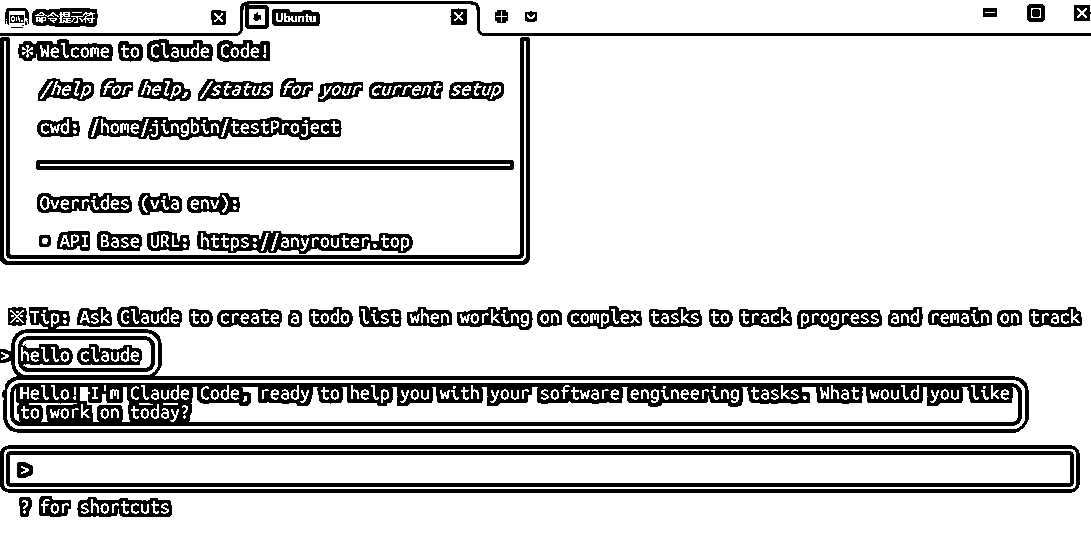 命令提示符
Ubuntu
Welcome to Claude Code!
/help for help, /status for your current setup
cwd: /home/jingbin/testProject
Overrides (via env):
API Base URL: https://anyrouter.top
※ Tip: Ask Claude to create a todo list when working on complex tasks to track progress and remain on track
> hello claude
Hello! I'm Claude Code, ready to help you with your software engineering tasks. What would you like
to work on today?
>
? for shortcuts